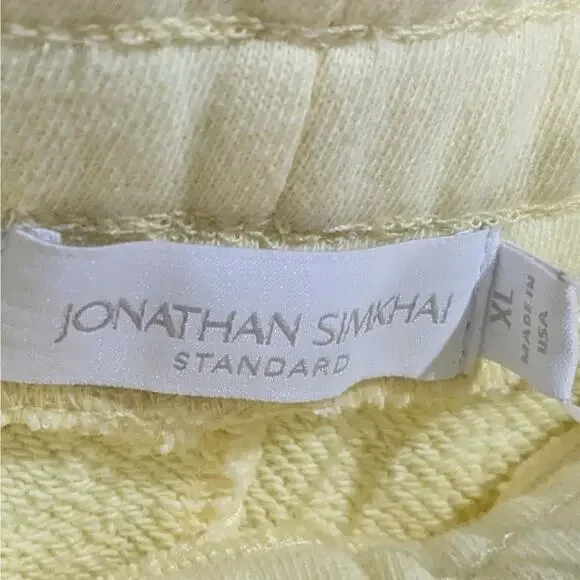 JONATHAN SIMKHAI
STANDARD
XL
MADE IN
USA